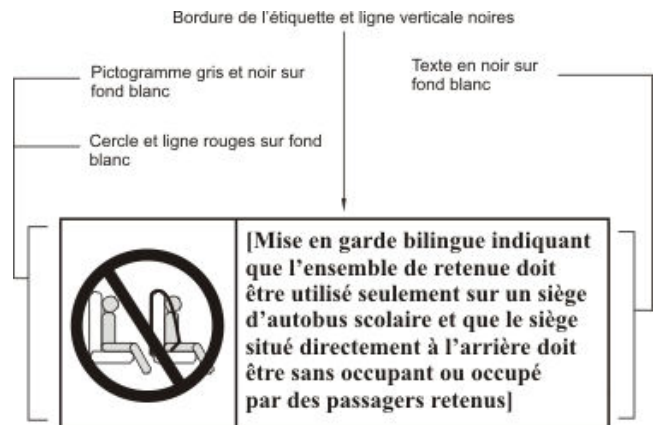 Bordure de l’étiquette et ligne verticale noires
Pictogramme gris et noir sur
fond blanc
Texte en noir sur
fond blanc
Cercle et ligne rouges sur fond
blanc
[Mise en garde bilingue indiquant
que l’ensemble de retenue doit
être utilisé seulement sur un siège
d’autobus scolaire et que le siège
situé directement à l’arrière doit
être sans occupant ou occupé
par des passagers retenus]